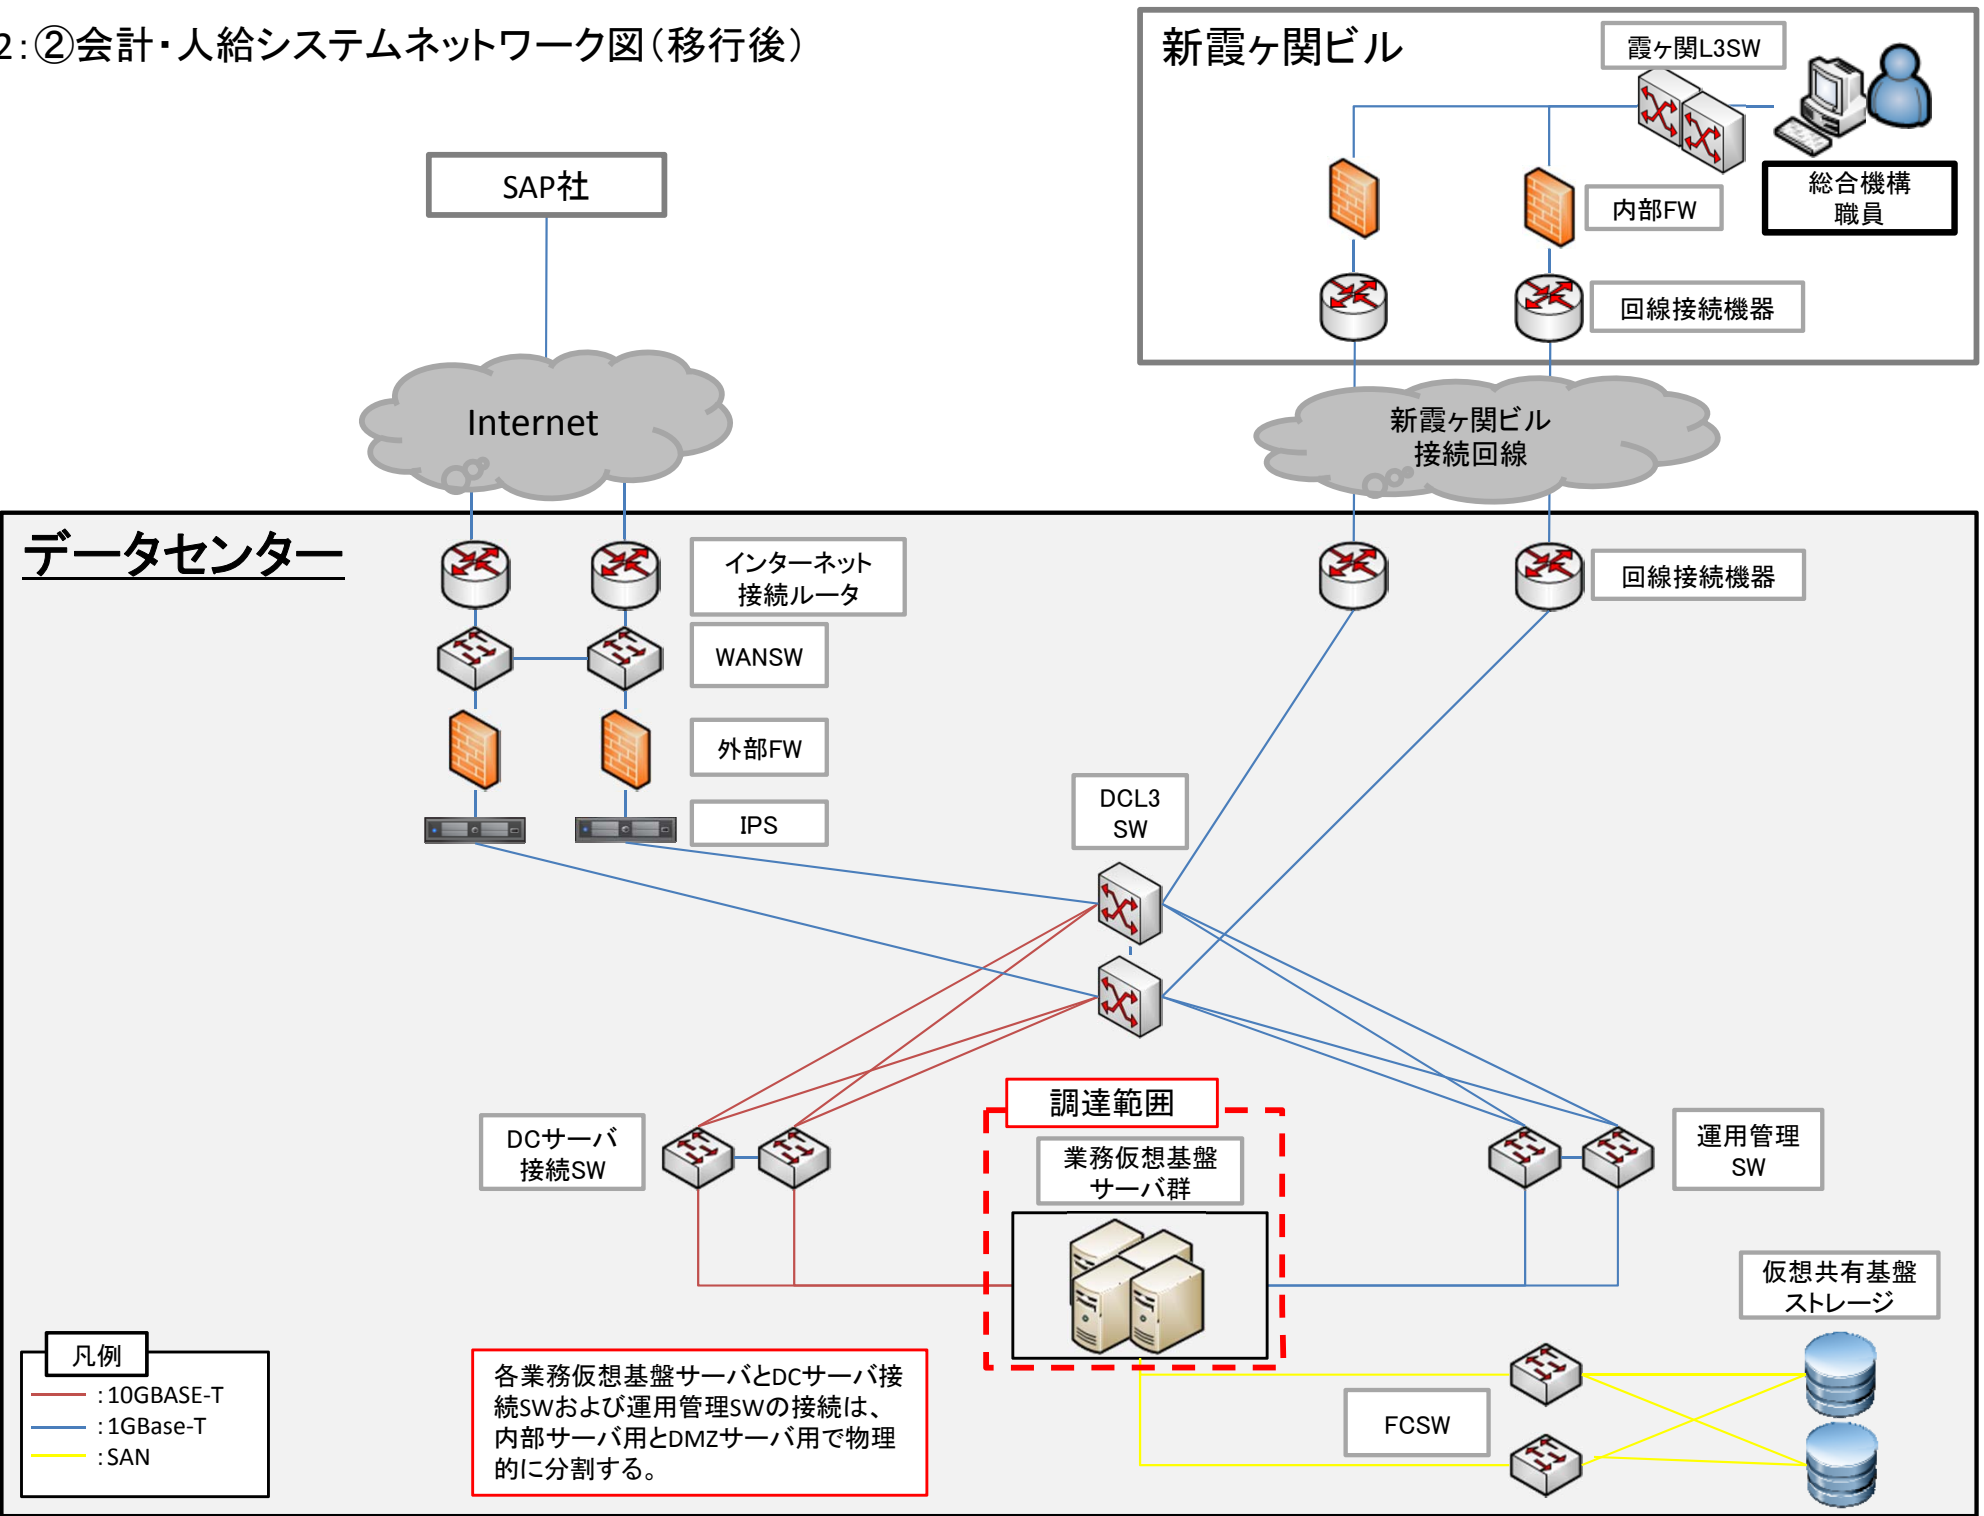 2:②会計・人給システムネットワーク図(移行後)
新霞ヶ関ビル
霞ヶ関L3SW
総合機構
職員
内部FW
回線接続機器
SAP社
Internet
新霞ヶ関ビル
接続回線
データセンター
インターネット
接続ルータ
回線接続機器
WANSW
外部FW
IPS
DCL3
SW
調達範囲
DCサーバ
接続SW
業務仮想基盤
サーバ群
運用管理
SW
仮想共有基盤
ストレージ
FCSW
凡例
:10GBASE-T
:1GBase-T
:SAN
各業務仮想基盤サーバとDCサーバ接
続SWおよび運用管理SWの接続は、
内部サーバ用とDMZサーバ用で物理
的に分割する。